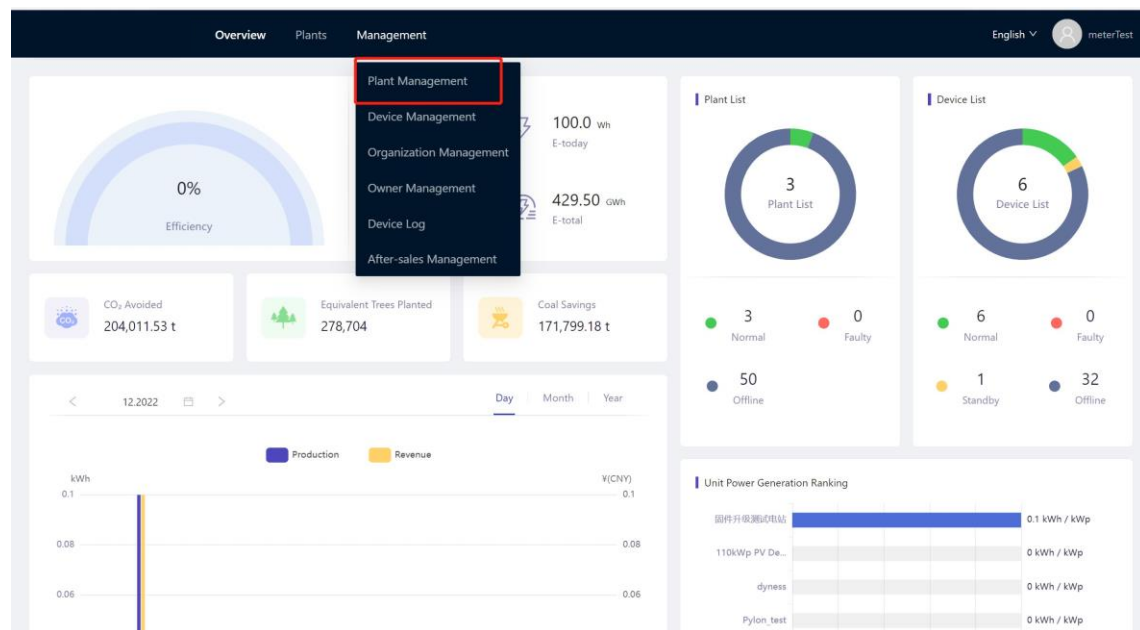 Overview Plants Management English meterTest
Plant Management
Device Management
Organization Management
Owner Management
Device Log
After-sales Management
0%
Efficiency
100.0 Wh
E-today
429.50 GWh
E-total
CO₂ Avoided
204,011.53 t
Equivalent Trees Planted
278,704
Coal Savings
171,799.18 t
Plant List
3
Plant List
3
Normal
0
Faulty
50
Offline
Device List
6
Device List
6
Normal
0
Faulty
1
Standby
32
Offline
12.2022 Day Month Year
Production Revenue
kWh ¥(CNY)
0.1 0.1
0.08 0.08
0.06 0.06
Unit Power Generation Ranking
固件升级测试电站 0.1 kWh / kWp
110kWp PV De... 0 kWh / kWp
dyness 0 kWh / kWp
Pylon_test 0 kWh / kWp